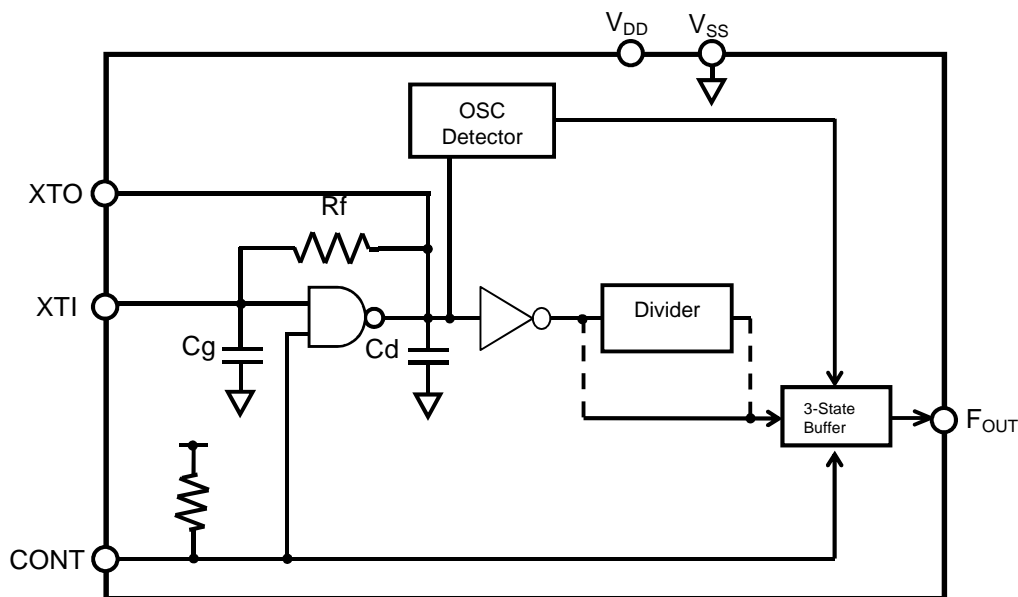 VDD
VSS
OSC
Detector
XTO
Rf
XTI
Divider
Cg
Cd
3-State
Buffer
FOUT
CONT